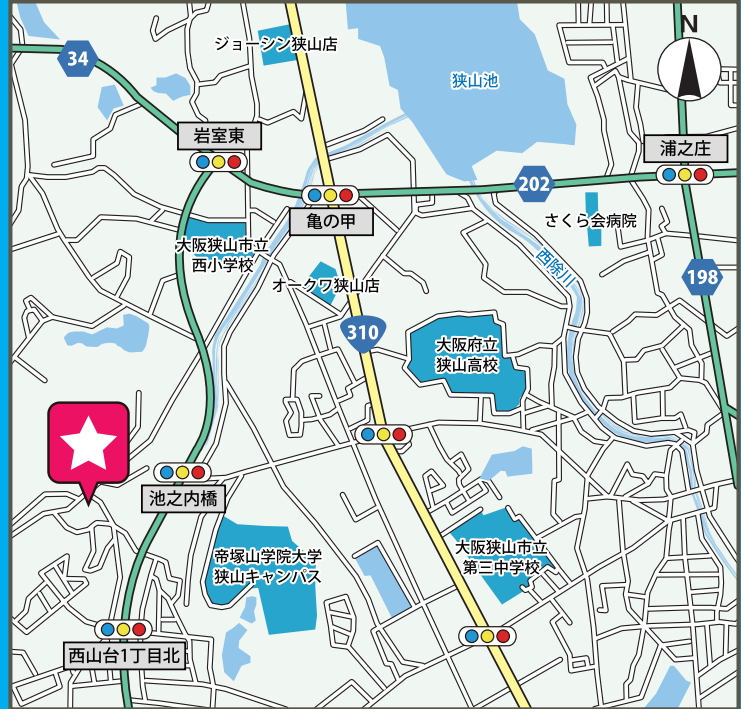 N
ジョーシン狭山店
34
狭山池
岩室東
浦之庄
202
亀の甲
さくら会病院
大阪狭山市立
西小学校
西除川
198
オークワ狭山店
310
大阪府立
狭山高校
池之内橋
帝塚山学院大学
狭山キャンパス
大阪狭山市立
第三中学校
西山台1丁目北